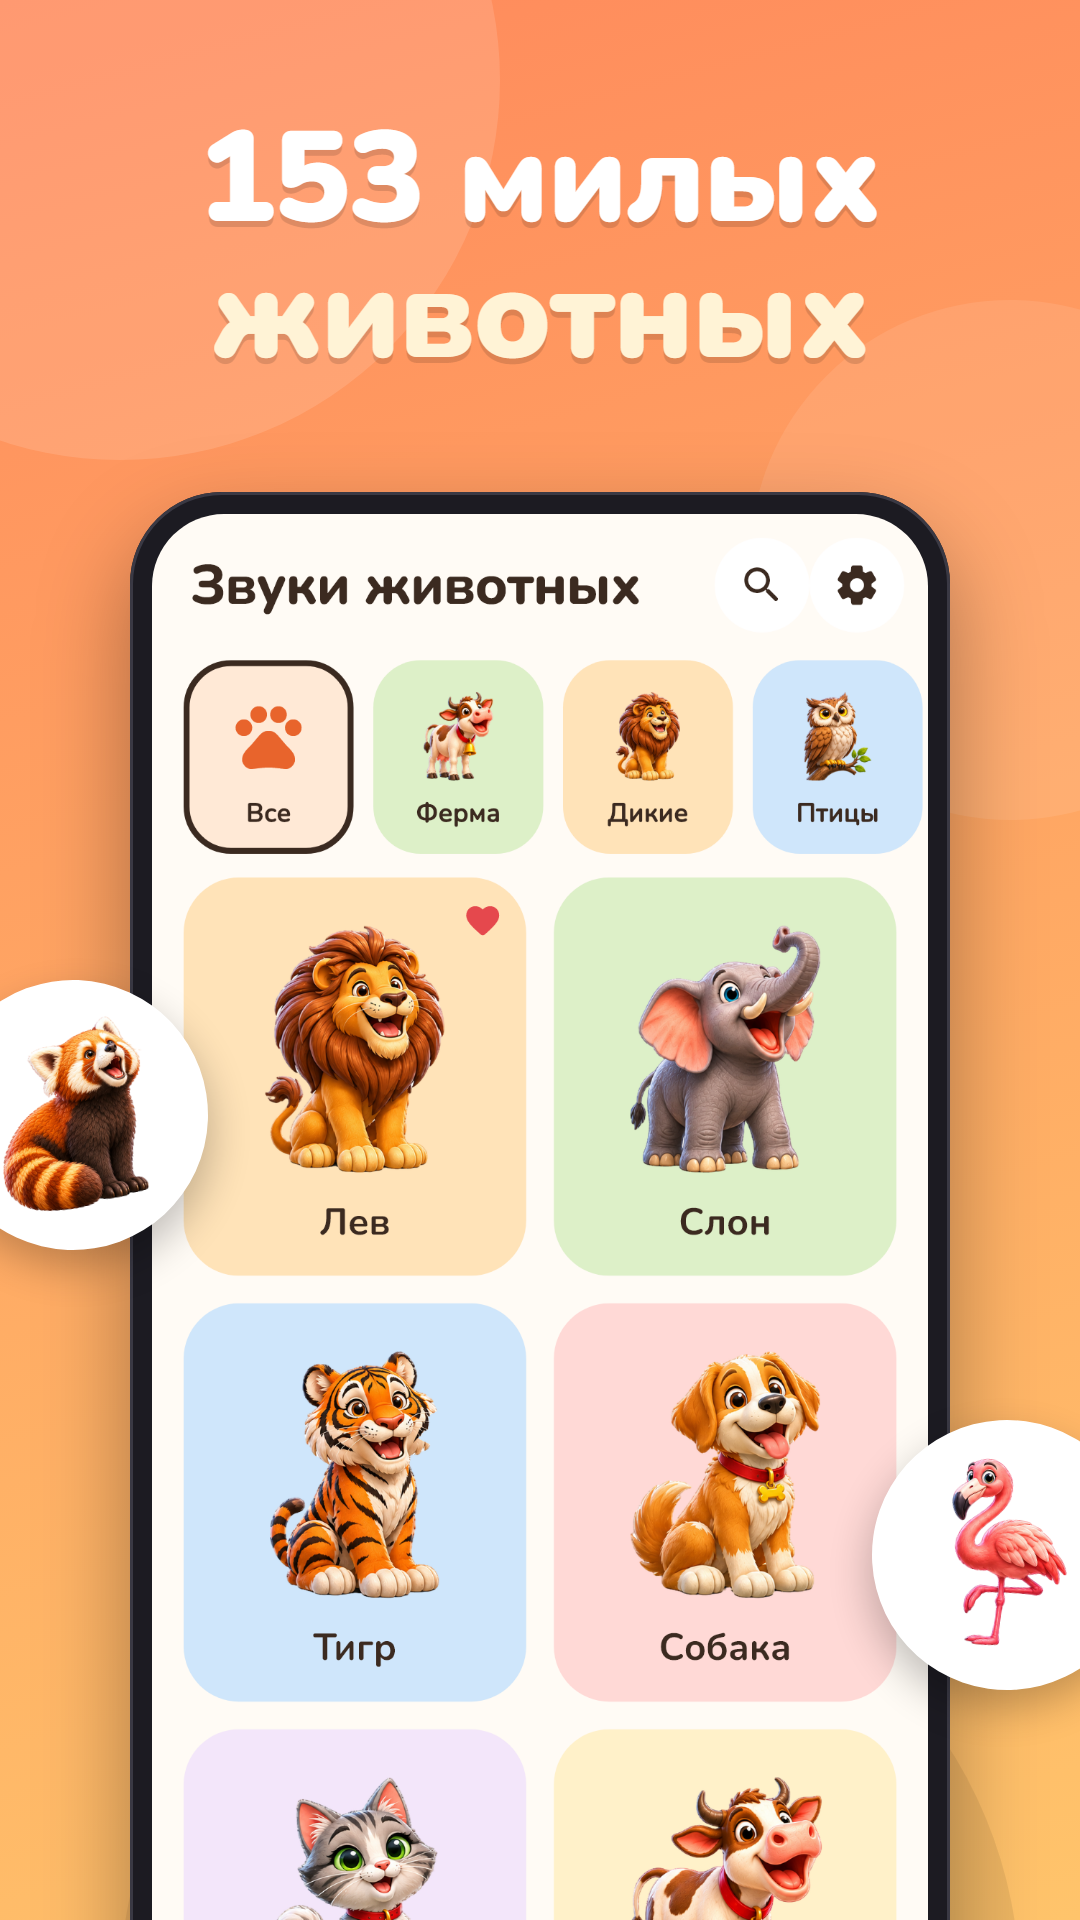 153 милых
животных
Звуки животных
Все
Ферма
Дикие
Птицы
Лев
Слон
Тигр
Собака